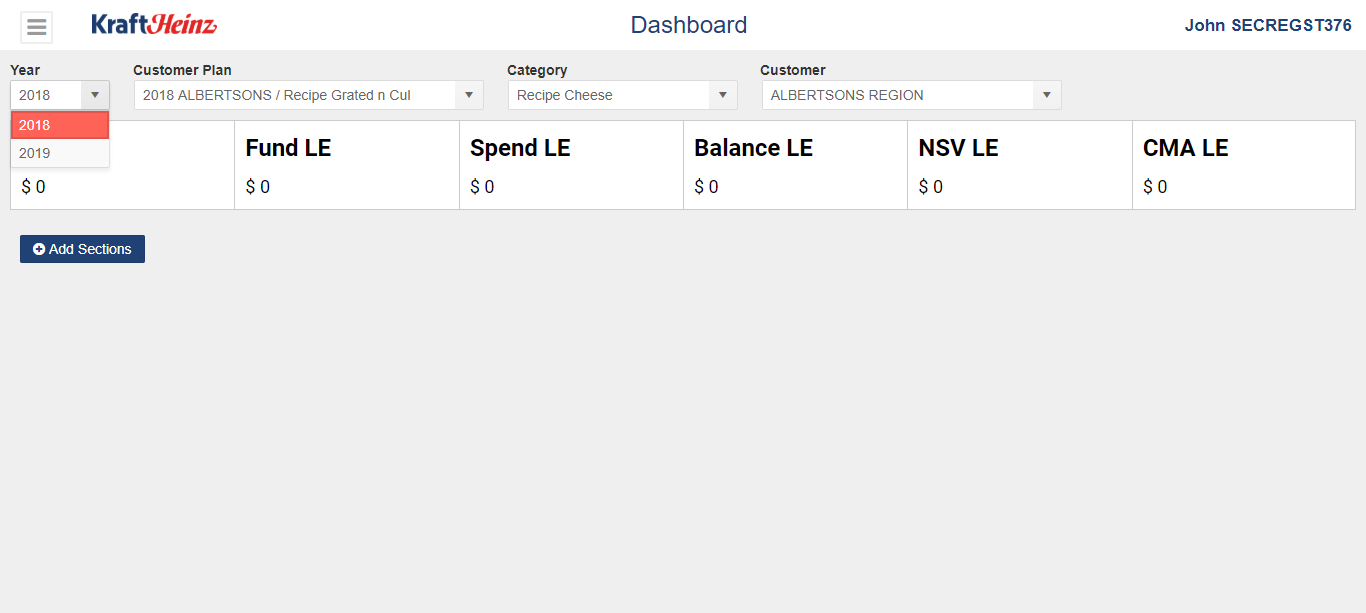 KraftHeinz
Dashboard
John SECREGST376
Year
Customer Plan
Category
Customer
2018
2018 ALBERTSONS / Recipe Grated n Cul
Recipe Cheese
ALBERTSONS REGION
2018
2019
$ 0
Fund LE
$ 0
Spend LE
$ 0
Balance LE
$ 0
NSV LE
$ 0
CMA LE
$ 0
Add Sections